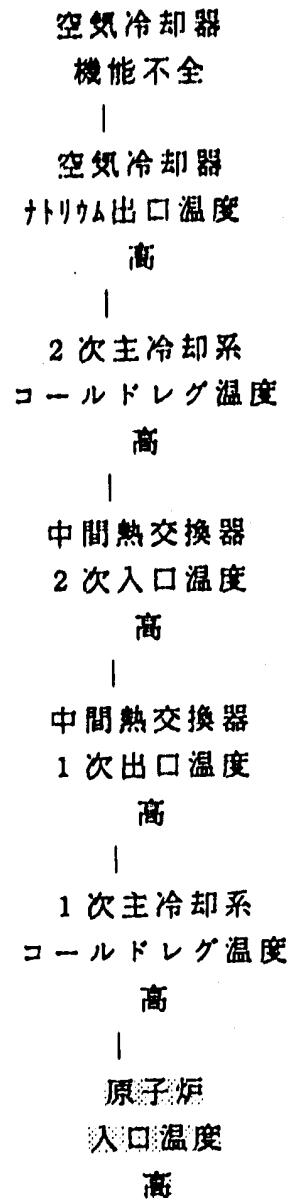 空気冷却器
機能不全
空気冷却器
ﾅﾄﾘｳﾑ出口温度
高
2次主冷却系
コールドレグ温度
高
中間熱交換器
2次入口温度
高
中間熱交換器
1次出口温度
高
1次主冷却系
コールドレグ温度
高
原子炉
入口温度
高